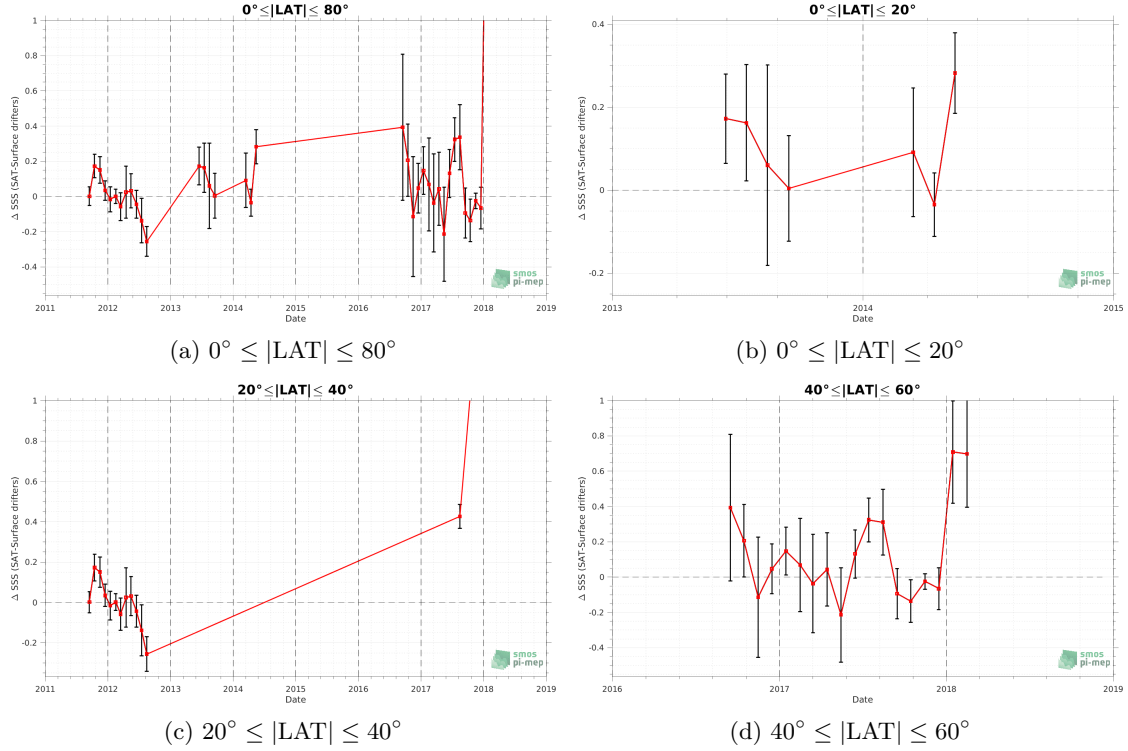 0°≤|LAT|≤ 80°
Δ SSS (SAT-Surface drifters)
1
0.8
0.6
0.4
0.2
0
-0.2
-0.4
2011 2012 2013 2014 2015 2016 2017 2018 2019
Date
smos
pi-mep
(a) 0° ≤ |LAT| ≤ 80°
0°≤|LAT|≤ 20°
Δ SSS (SAT-Surface drifters)
0.4
0.2
0
-0.2
2013 2014 2015
Date
smos
pi-mep
(b) 0° ≤ |LAT| ≤ 20°
20°≤|LAT|≤ 40°
Δ SSS (SAT-Surface drifters)
1
0.8
0.6
0.4
0.2
0
-0.2
2011 2012 2013 2014 2015 2016 2017 2018 2019
Date
smos
pi-mep
(c) 20° ≤ |LAT| ≤ 40°
40°≤|LAT|≤ 60°
Δ SSS (SAT-Surface drifters)
1
0.8
0.6
0.4
0.2
0
-0.2
-0.4
2016 2017 2018 2019
Date
smos
pi-mep
(d) 40° ≤ |LAT| ≤ 60°